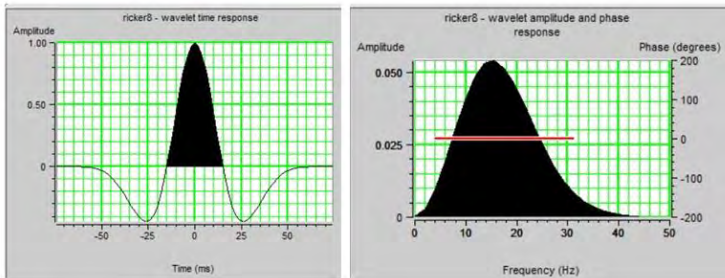 ricker8 - wavelet time response
Amplitude
1.00
0.50
0
-50
-25
0
25
50
Time (ms)
ricker8 - wavelet amplitude and phase
response
Amplitude
Phase (degrees)
0.050
0.025
0
200
100
0
-100
-200
0
10
20
30
40
50
Frequency (Hz)